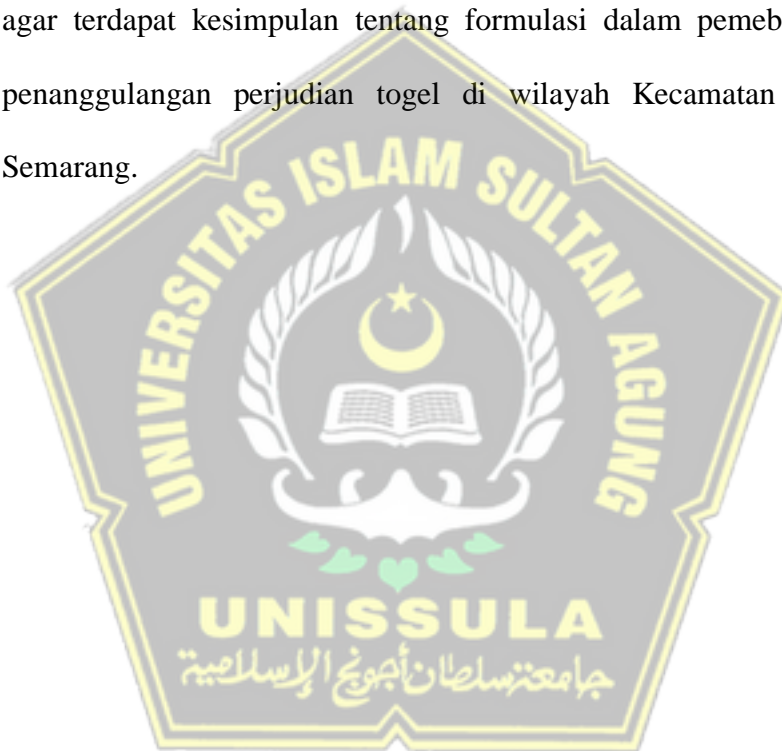 agar terdapat kesimpulan tentang formulasi dalam pemeb
penanggulangan perjudian togel di wilayah Kecamatan
Semarang.
UNIVERSITAS ISLAM SULTAN AGUNG
UNISSULA
جامعة سلطان أجونج الإسلامية